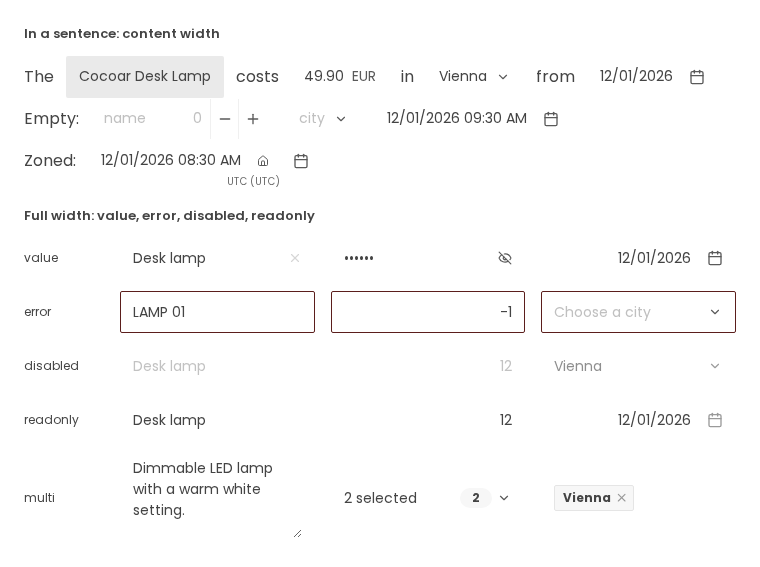 In a sentence: content width
The Cocoar Desk Lamp costs 49.90 EUR in Vienna from 12/01/2026
Empty: name 0 city 12/01/2026 09:30 AM
Zoned: 12/01/2026 08:30 AM
UTC (UTC)
Full width: value, error, disabled, readonly
value Desk lamp •••••• 12/01/2026
error LAMP 01 -1 Choose a city
disabled Desk lamp 12 Vienna
readonly Desk lamp 12 12/01/2026
Dimmable LED lamp
with a warm white
setting.
multi 2 selected 2 Vienna